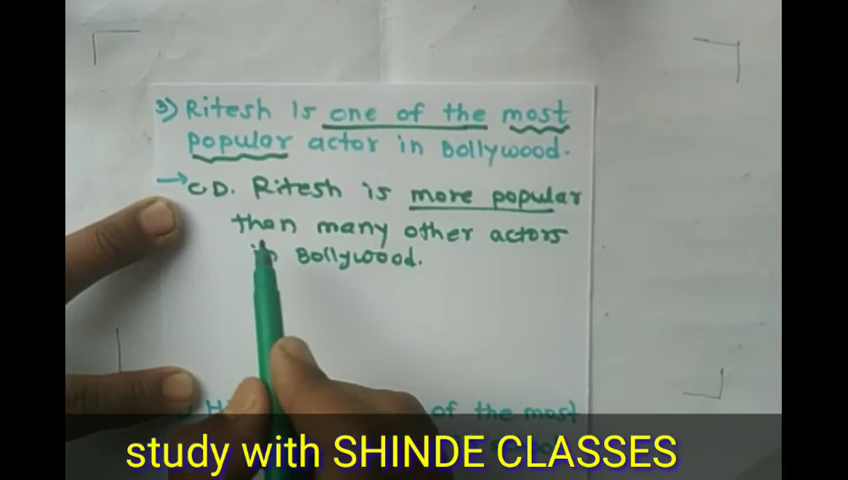 3) Ritesh is one of the most
popular actor in Bollywood.
→ C.D. Ritesh is more popular
than many other actors
in Bollywood.
of the most
study with SHINDE CLASSES